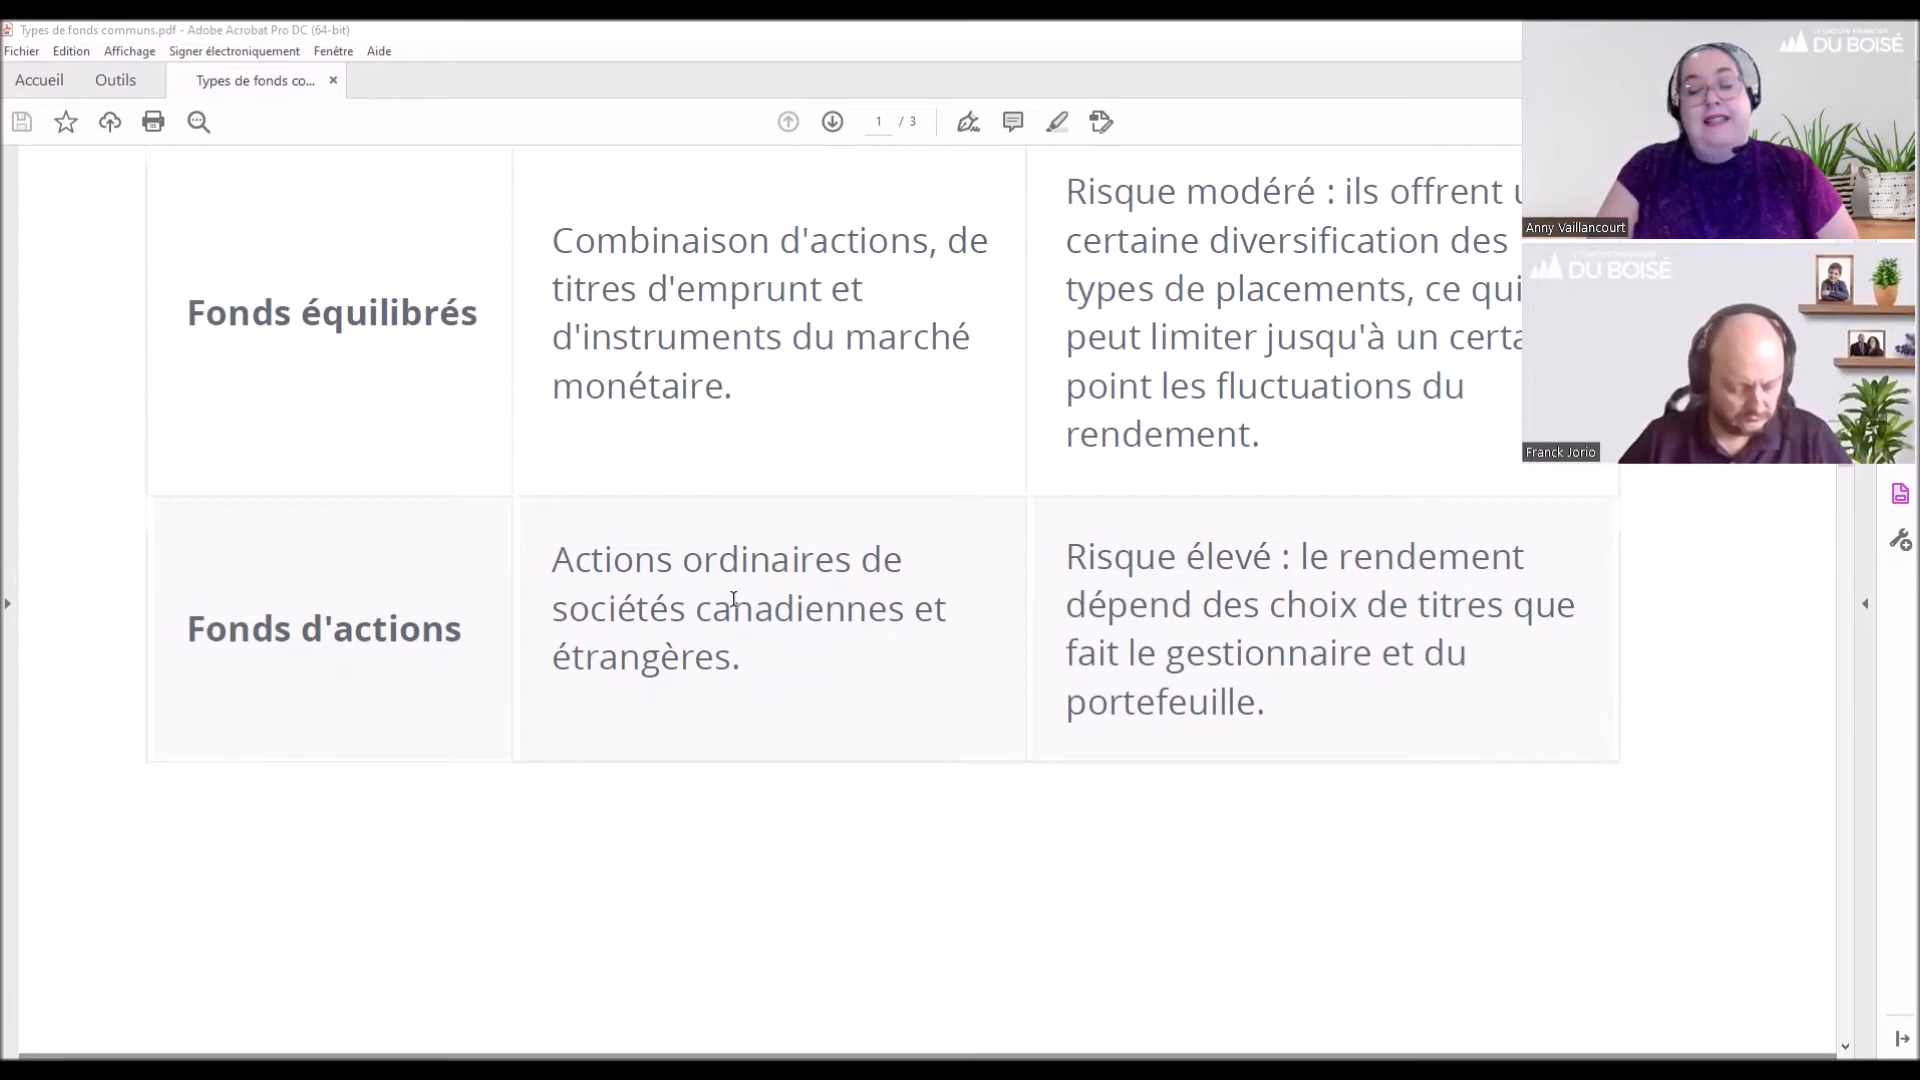 Types de fonds communs.pdf - Adobe Acrobat Pro DC (64-bit)
Fichier Edition Affichage Signer électroniquement Fenêtre Aide
Accueil Outils Types de fonds co... ×
1 / 3
Fonds équilibrés
Combinaison d'actions, de
titres d'emprunt et
d'instruments du marché
monétaire.
Risque modéré : ils offrent
certaine diversification des
types de placements, ce qui
peut limiter jusqu'à un certa
point les fluctuations du
rendement.
Fonds d'actions
Actions ordinaires de
sociétés canadiennes et
étrangères.
Risque élevé : le rendement
dépend des choix de titres que
fait le gestionnaire et du
portefeuille.
DU BOISÉ
Anny Vaillancourt
DU BOISÉ
Franck Jorio